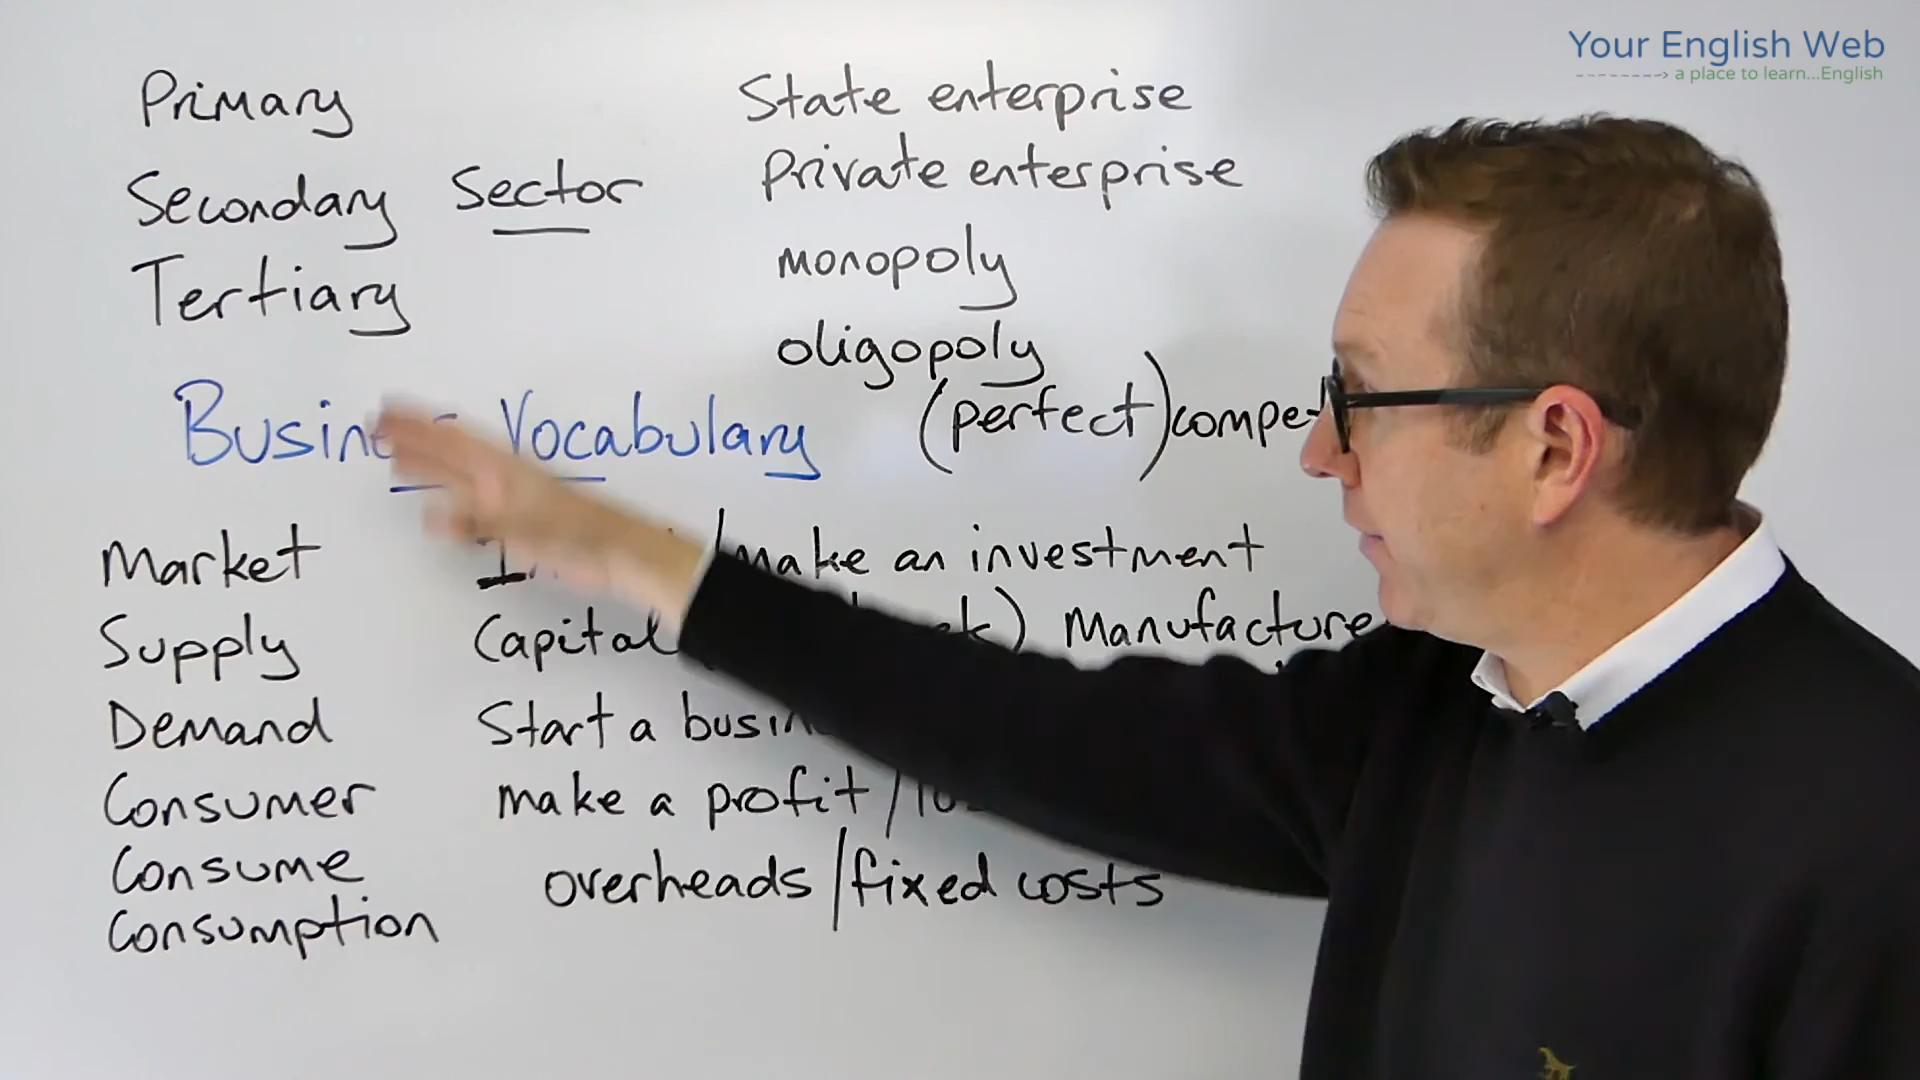 Your English Web
a place to learn...English
Primary
Secondary Sector
Tertiary
State enterprise
Private enterprise
monopoly
oligopoly
(perfect)
Vocabulary
Market
Supply
Demand
Consumer
Consume
Consumption
/make an investment
Capital
Manufacture
Start a
make a profit/
overheads/fixed costs